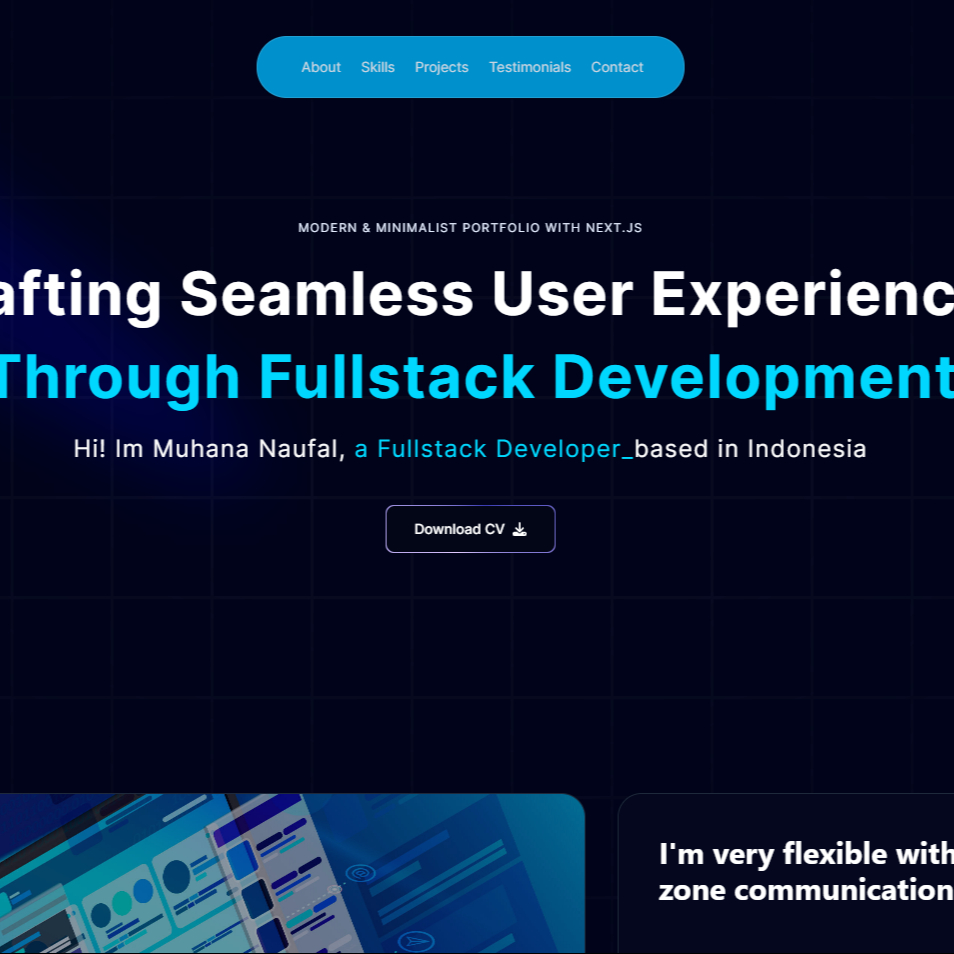 About Skills Projects Testimonials Contact
MODERN & MINIMALIST PORTFOLIO WITH NEXT.JS
afting Seamless User Experienc
Through Fullstack Development
Hi! Im Muhana Naufal, a Fullstack Developer_based in Indonesia
Download CV
I'm very flexible with
zone communication